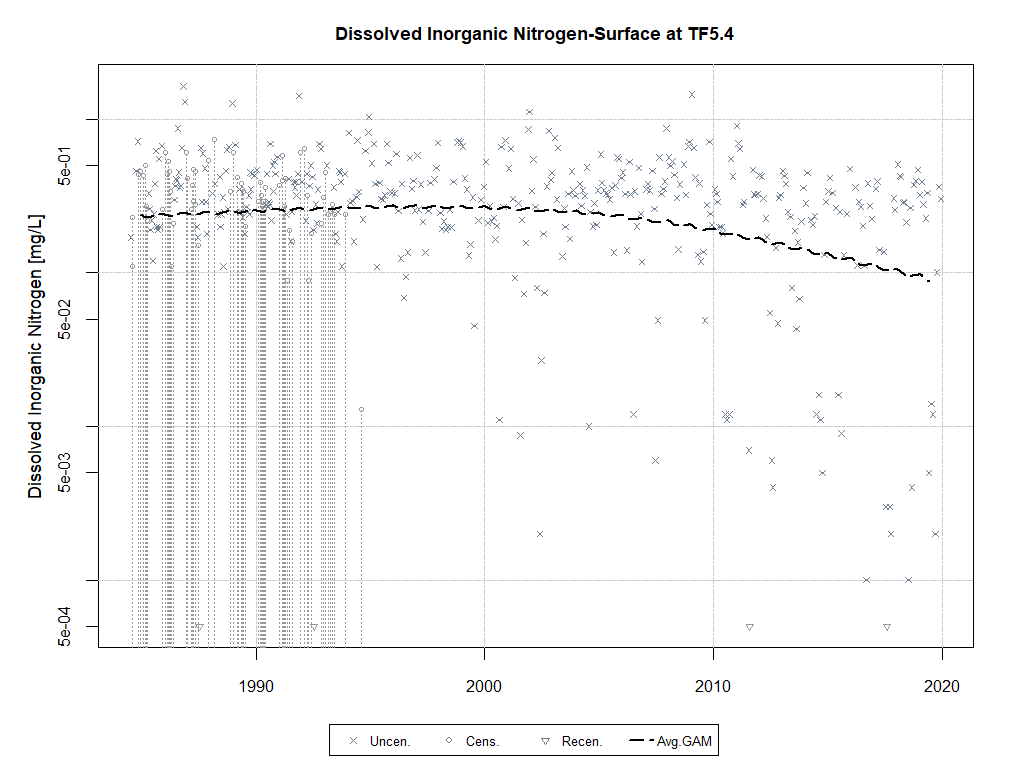 Dissolved Inorganic Nitrogen-Surface at TF5.4
Dissolved Inorganic Nitrogen [mg/L]
5e-01
5e-02
5e-03
5e-04
1990
2000
2010
2020
Uncen.
Cens.
Recen.
Avg.GAM